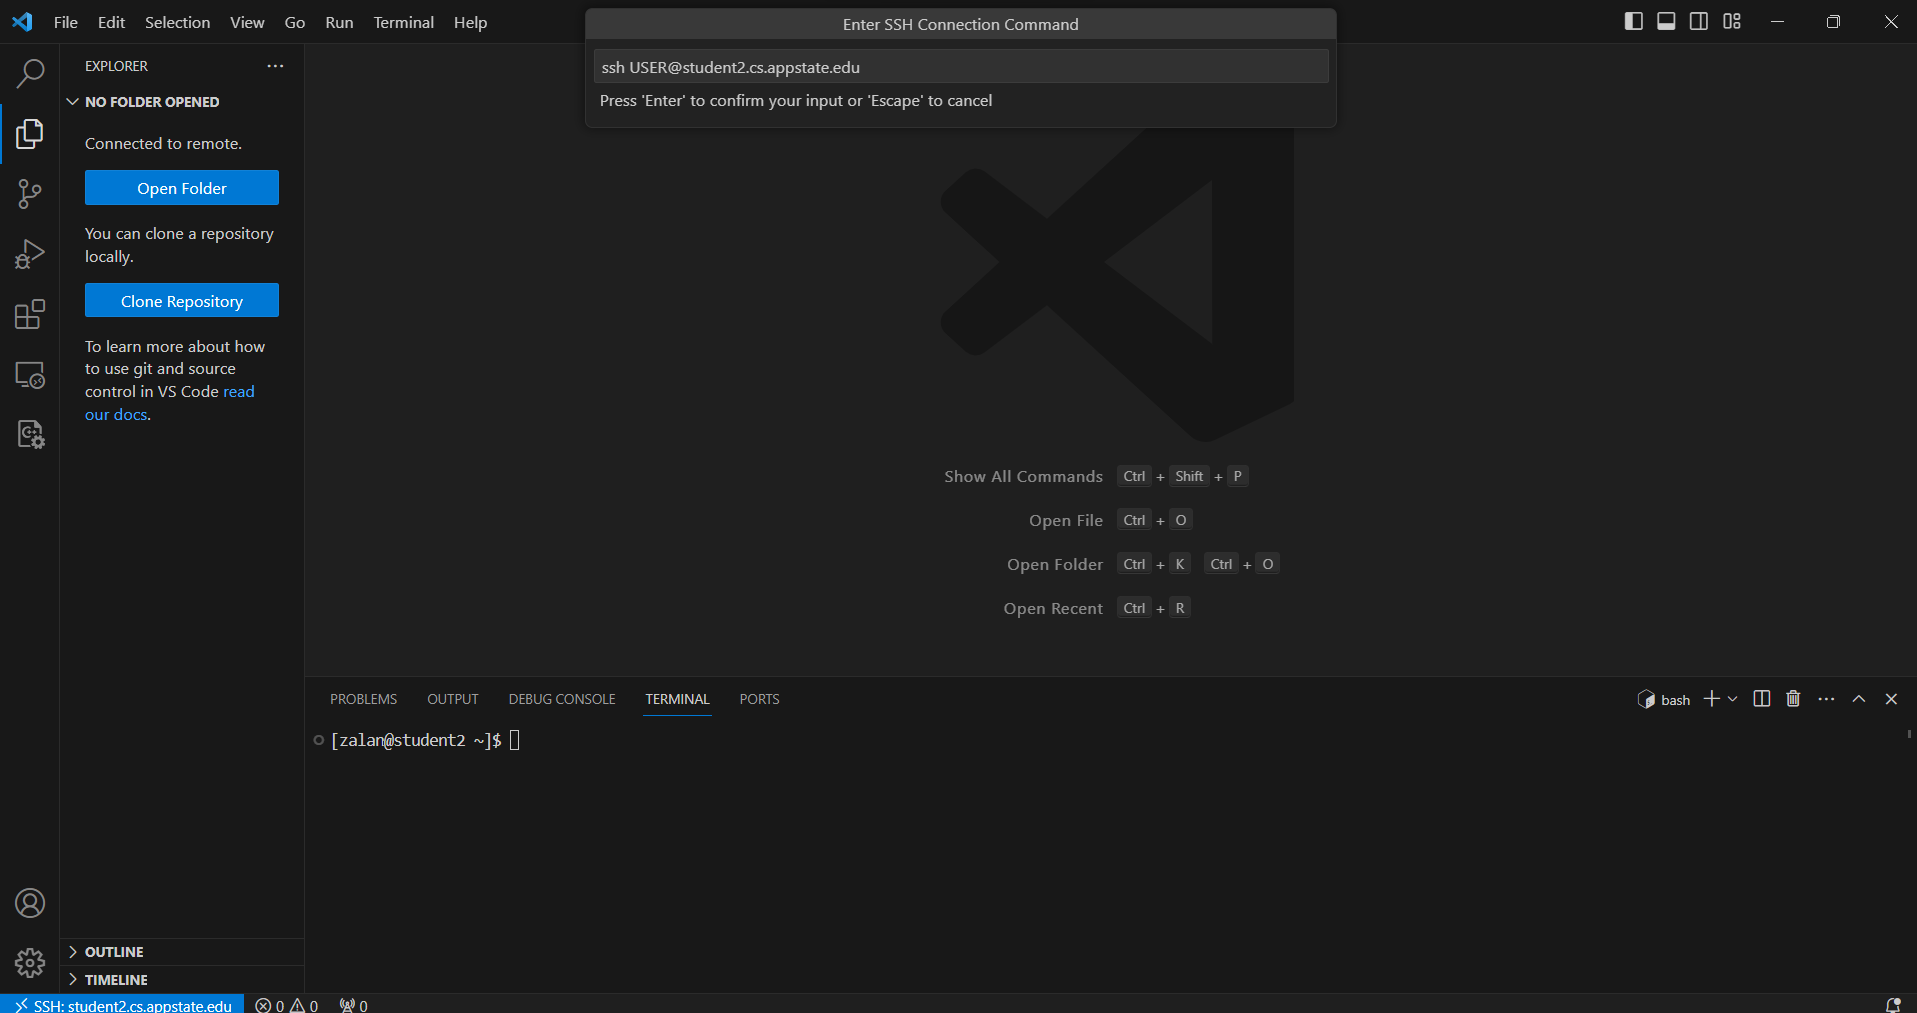 File Edit Selection View Go Run Terminal Help
Enter SSH Connection Command
ssh USER@student2.cs.appstate.edu
Press 'Enter' to confirm your input or 'Escape' to cancel
EXPLORER
NO FOLDER OPENED
Connected to remote.
Open Folder
You can clone a repository
locally.
Clone Repository
To learn more about how
to use git and source
control in VS Code read
our docs.
Show All Commands Ctrl + Shift + P
Open File Ctrl + O
Open Folder Ctrl + K Ctrl + O
Open Recent Ctrl + R
PROBLEMS OUTPUT DEBUG CONSOLE TERMINAL PORTS
bash
[zalan@student2 ~]$
OUTLINE
TIMELINE
SSH: student2.cs.appstate.edu 0 0 0